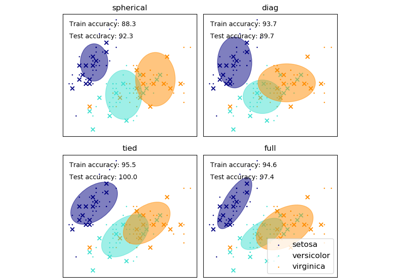 spherical
Train accuracy: 88.3
Test accuracy: 92.3
diag
Train accuracy: 93.7
Test accuracy: 89.7
tied
Train accuracy: 95.5
Test accuracy: 100.0
full
Train accuracy: 94.6
Test accuracy: 97.4
setosa
versicolor
virginica